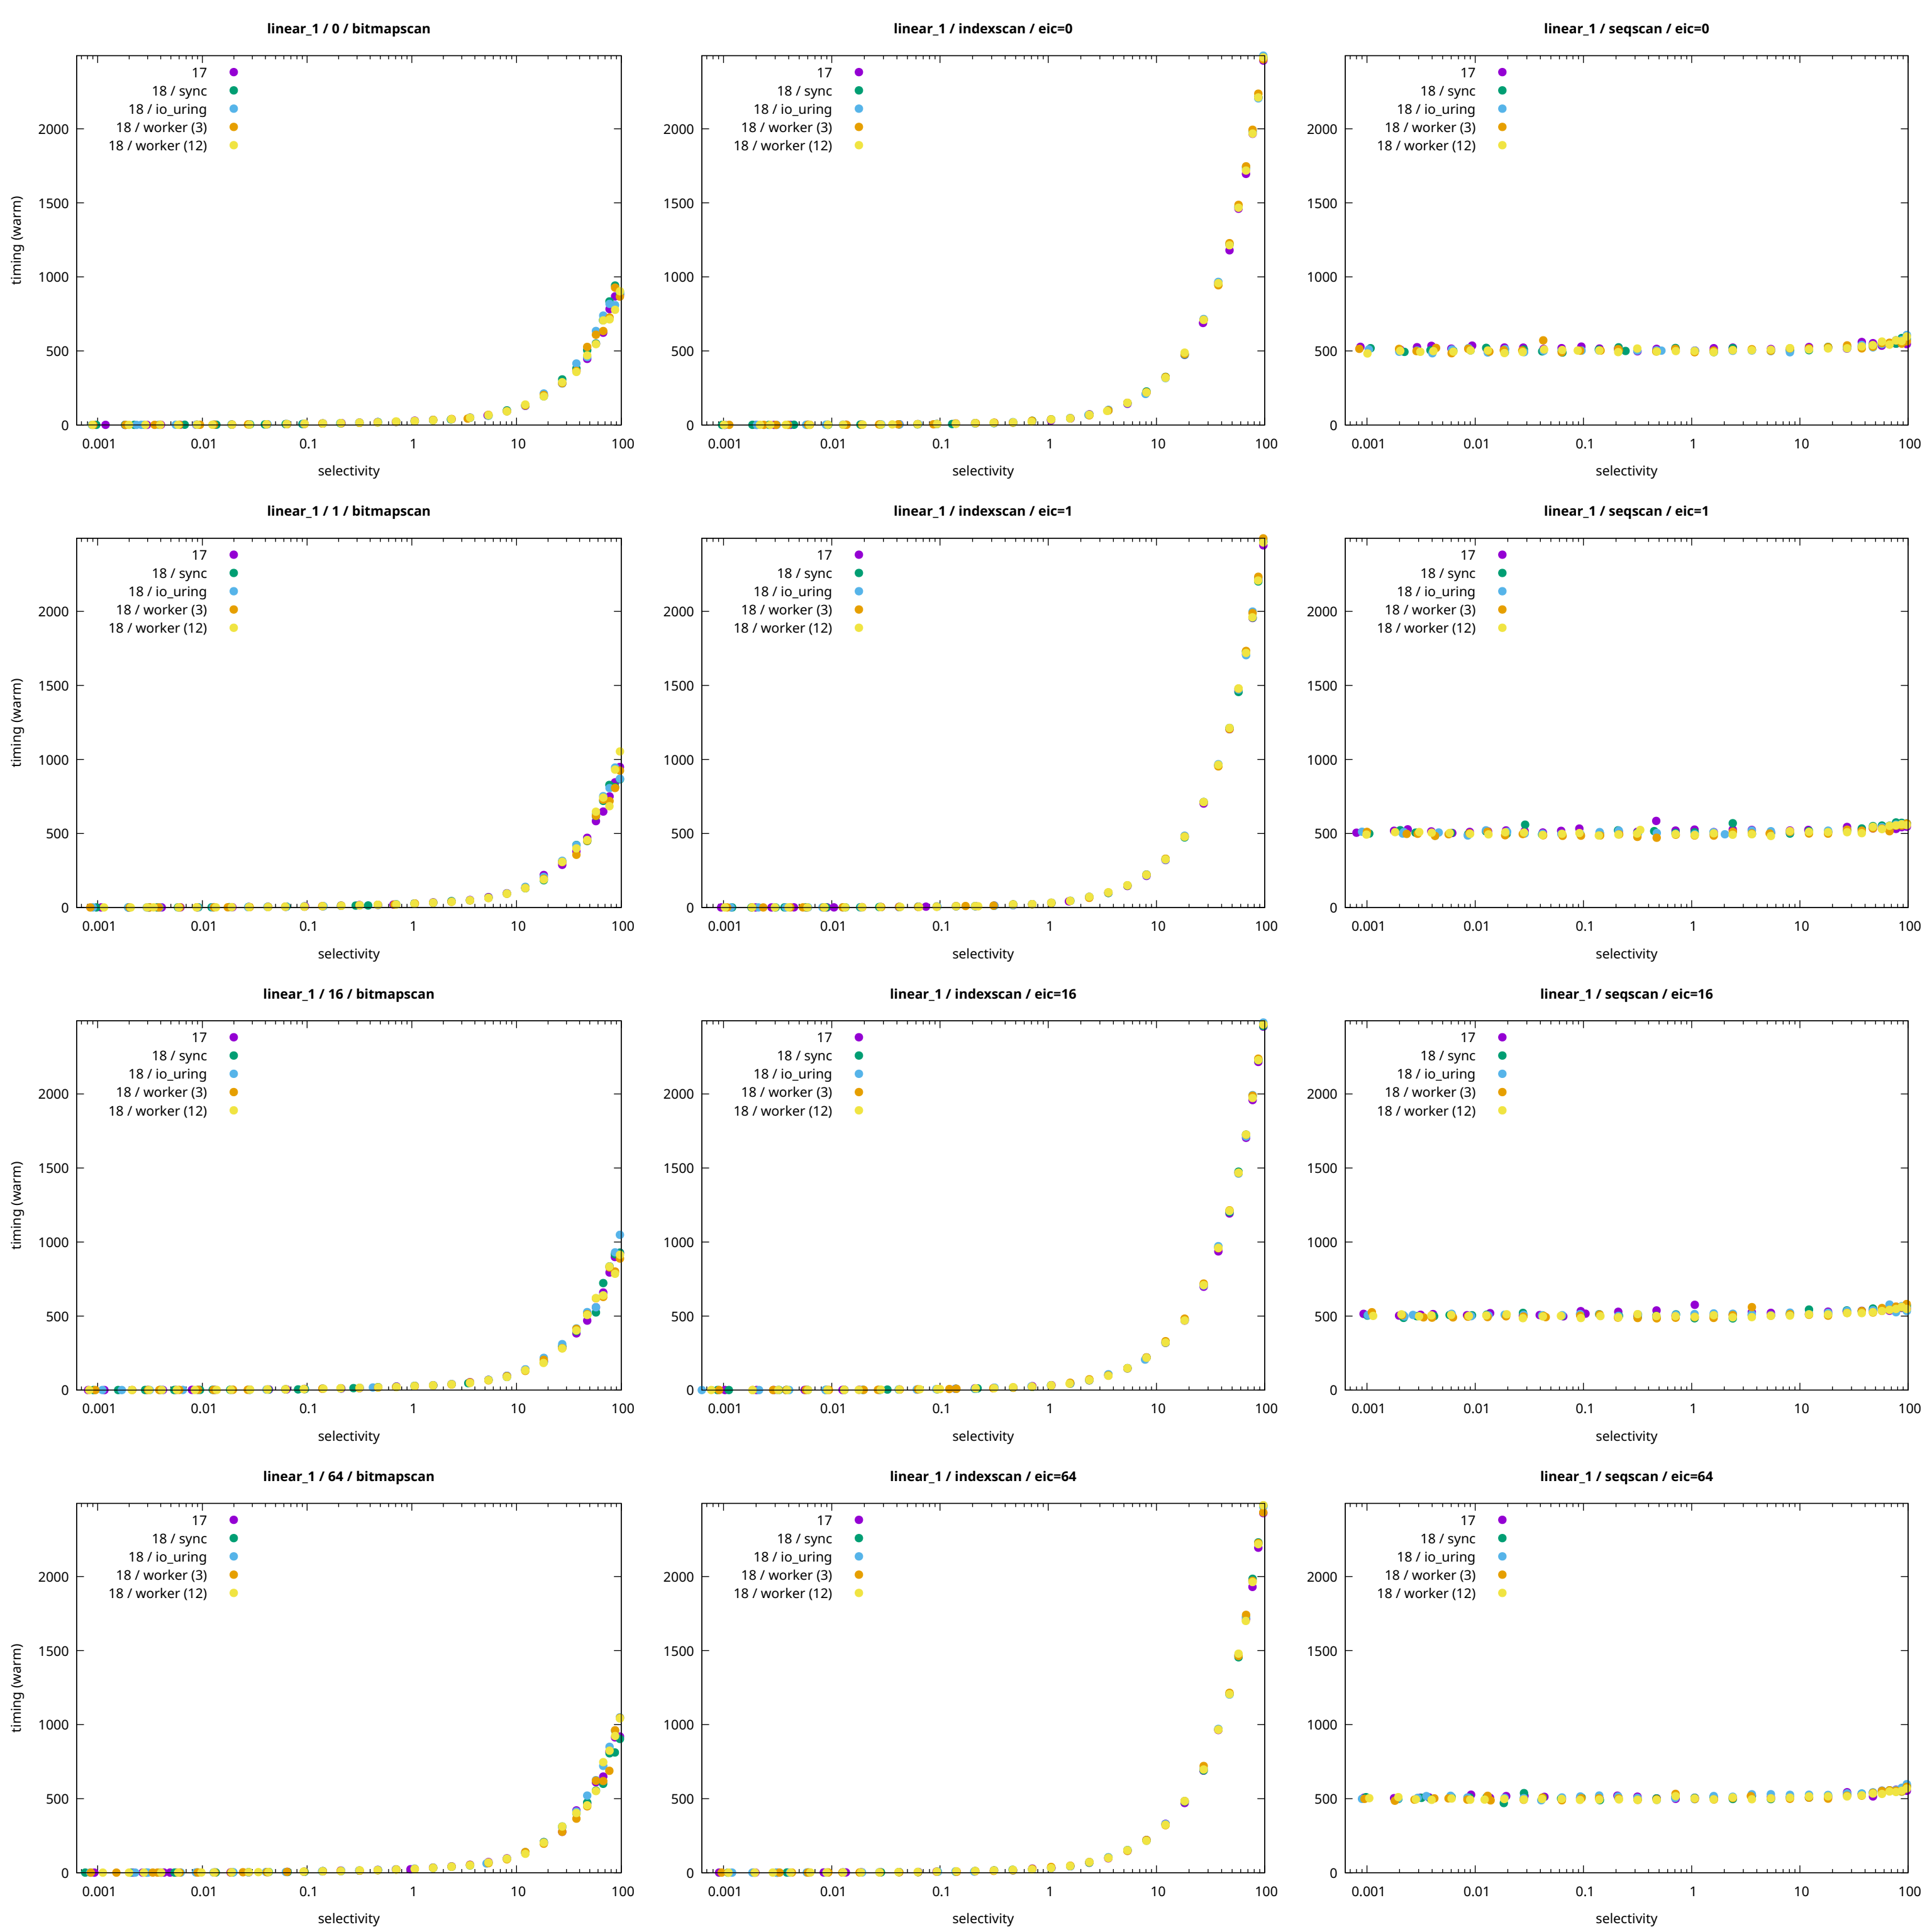 linear_1 / 0 / bitmapscan
timing (warm)
17
18 / sync
18 / io_uring
18 / worker (3)
18 / worker (12)
2000
1500
1000
500
0
0.001 0.01 0.1 1 10 100
selectivity
linear_1 / indexscan / eic=0
17
18 / sync
18 / io_uring
18 / worker (3)
18 / worker (12)
2000
1500
1000
500
0
0.001 0.01 0.1 1 10 100
selectivity
linear_1 / seqscan / eic=0
17
18 / sync
18 / io_uring
18 / worker (3)
18 / worker (12)
2000
1500
1000
500
0
0.001 0.01 0.1 1 10 100
selectivity
linear_1 / 1 / bitmapscan
timing (warm)
17
18 / sync
18 / io_uring
18 / worker (3)
18 / worker (12)
2000
1500
1000
500
0
0.001 0.01 0.1 1 10 100
selectivity
linear_1 / indexscan / eic=1
17
18 / sync
18 / io_uring
18 / worker (3)
18 / worker (12)
2000
1500
1000
500
0
0.001 0.01 0.1 1 10 100
selectivity
linear_1 / seqscan / eic=1
17
18 / sync
18 / io_uring
18 / worker (3)
18 / worker (12)
2000
1500
1000
500
0
0.001 0.01 0.1 1 10 100
selectivity
linear_1 / 16 / bitmapscan
timing (warm)
17
18 / sync
18 / io_uring
18 / worker (3)
18 / worker (12)
2000
1500
1000
500
0
0.001 0.01 0.1 1 10 100
selectivity
linear_1 / indexscan / eic=16
17
18 / sync
18 / io_uring
18 / worker (3)
18 / worker (12)
2000
1500
1000
500
0
0.001 0.01 0.1 1 10 100
selectivity
linear_1 / seqscan / eic=16
17
18 / sync
18 / io_uring
18 / worker (3)
18 / worker (12)
2000
1500
1000
500
0
0.001 0.01 0.1 1 10 100
selectivity
linear_1 / 64 / bitmapscan
timing (warm)
17
18 / sync
18 / io_uring
18 / worker (3)
18 / worker (12)
2000
1500
1000
500
0
0.001 0.01 0.1 1 10 100
selectivity
linear_1 / indexscan / eic=64
17
18 / sync
18 / io_uring
18 / worker (3)
18 / worker (12)
2000
1500
1000
500
0
0.001 0.01 0.1 1 10 100
selectivity
linear_1 / seqscan / eic=64
17
18 / sync
18 / io_uring
18 / worker (3)
18 / worker (12)
2000
1500
1000
500
0
0.001 0.01 0.1 1 10 100
selectivity